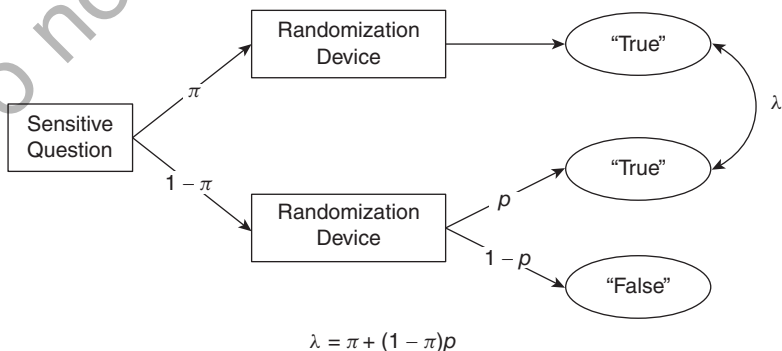 Randomization
Device
"True"
π
λ
Sensitive
Question
"True"
1 – π
p
Randomization
Device
1 – p
"False"
λ = π + (1 – π)p